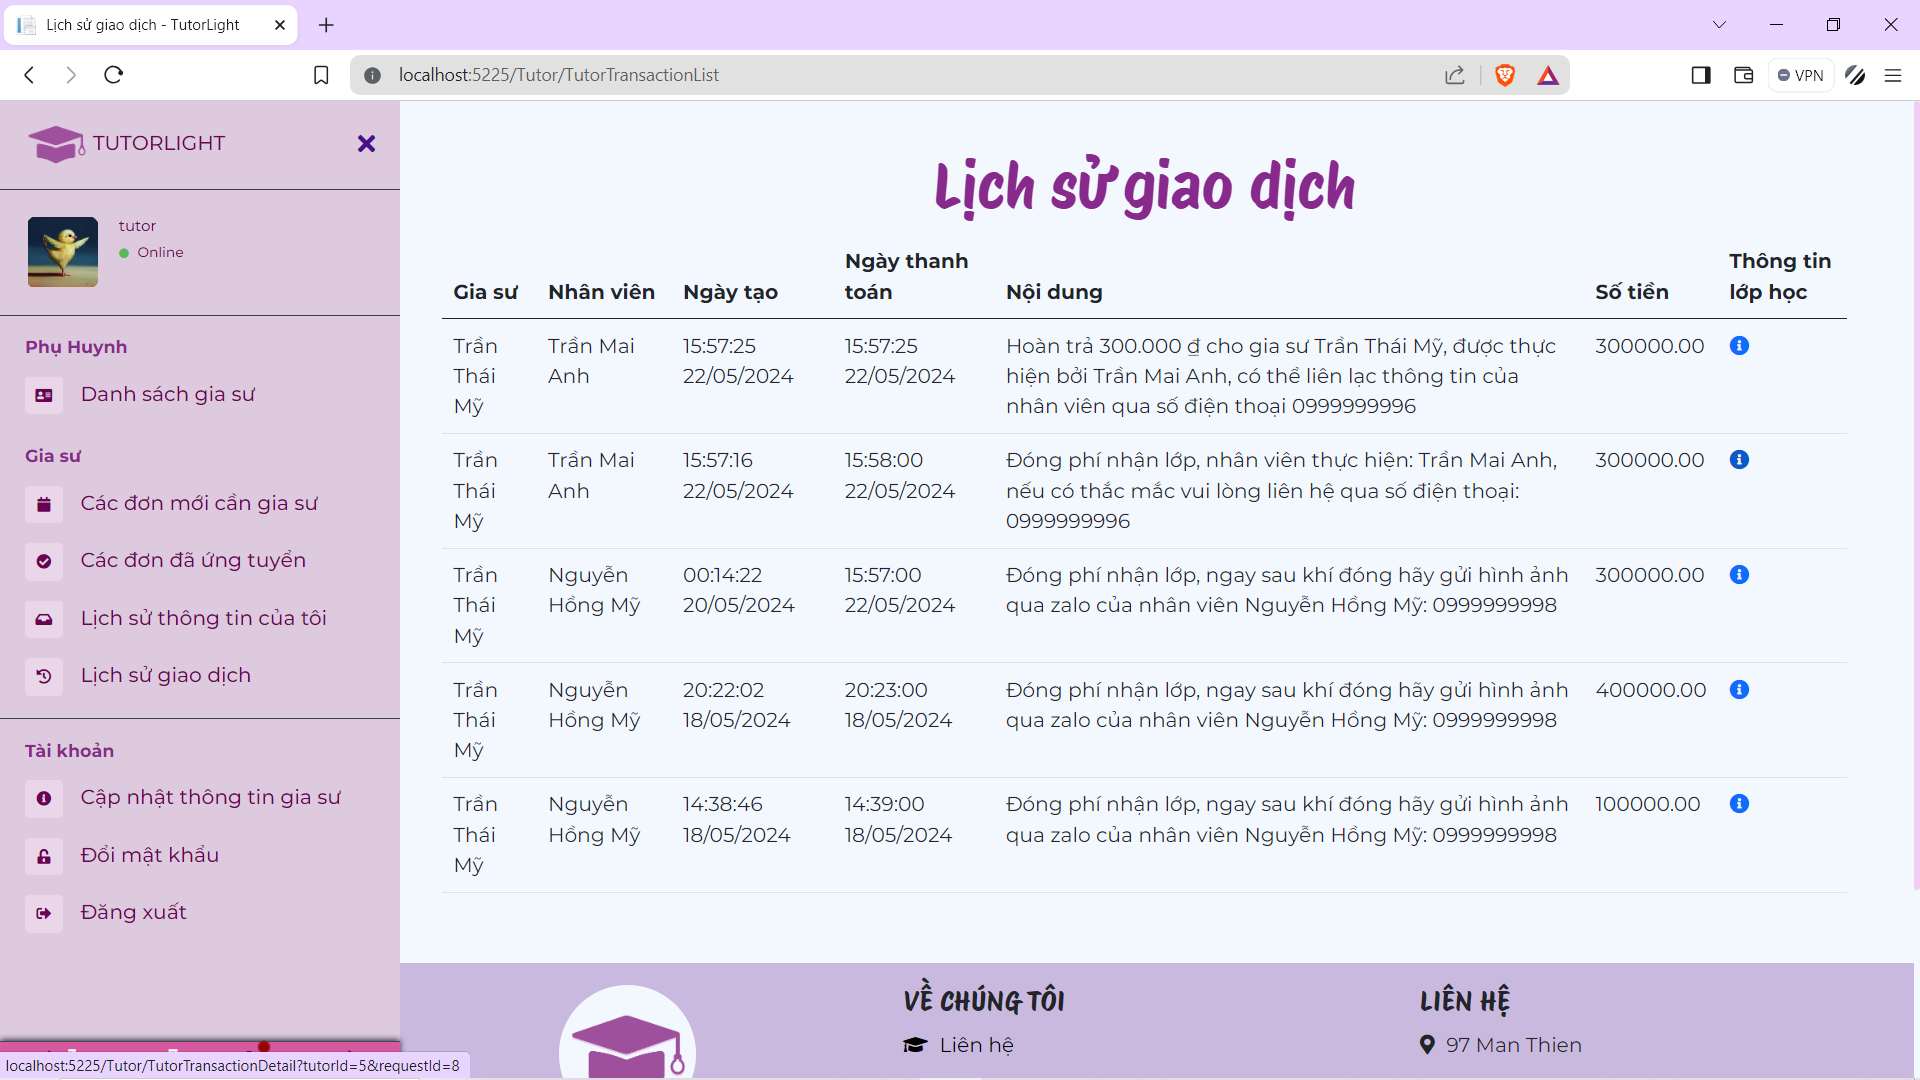 Lịch sử giao dịch - TutorLight
localhost:5225/Tutor/TutorTransactionList
VPN
TUTORLIGHT
tutor
Online
Phụ Huynh
Danh sách gia sư
Gia sư
Các đơn mới cần gia sư
Các đơn đã ứng tuyển
Lịch sử thông tin của tôi
Lịch sử giao dịch
Tài khoản
Cập nhật thông tin gia sư
Đổi mật khẩu
Đăng xuất
localhost:5225/Tutor/TutorTransactionDetail?tutorId=5&requestId=8
Lịch sử giao dịch
Ngày thanh Thông tin
Gia sư Nhân viên Ngày tạo toán Nội dung Số tiền lớp học
Trần Trần Mai 15:57:25 15:57:25 Hoàn trả 300.000 ₫ cho gia sư Trần Thái Mỹ, được thực 300000.00
Thái Anh 22/05/2024 22/05/2024 hiện bởi Trần Mai Anh, có thể liên lạc thông tin của
Mỹ nhân viên qua số điện thoại 0999999996
Trần Trần Mai 15:57:16 15:58:00 Đóng phí nhận lớp, nhân viên thực hiện: Trần Mai Anh, 300000.00
Thái Anh 22/05/2024 22/05/2024 nếu có thắc mắc vui lòng liên hệ qua số điện thoại:
Mỹ 0999999996
Trần Nguyễn 00:14:22 15:57:00 Đóng phí nhận lớp, ngay sau khí đóng hãy gửi hình ảnh 300000.00
Thái Hồng Mỹ 20/05/2024 22/05/2024 qua zalo của nhân viên Nguyễn Hồng Mỹ: 0999999998
Mỹ
Trần Nguyễn 20:22:02 20:23:00 Đóng phí nhận lớp, ngay sau khí đóng hãy gửi hình ảnh 400000.00
Thái Hồng Mỹ 18/05/2024 18/05/2024 qua zalo của nhân viên Nguyễn Hồng Mỹ: 0999999998
Mỹ
Trần Nguyễn 14:38:46 14:39:00 Đóng phí nhận lớp, ngay sau khí đóng hãy gửi hình ảnh 100000.00
Thái Hồng Mỹ 18/05/2024 18/05/2024 qua zalo của nhân viên Nguyễn Hồng Mỹ: 0999999998
Mỹ
VỀ CHÚNG TÔI LIÊN HỆ
Liên hệ 97 Man Thien